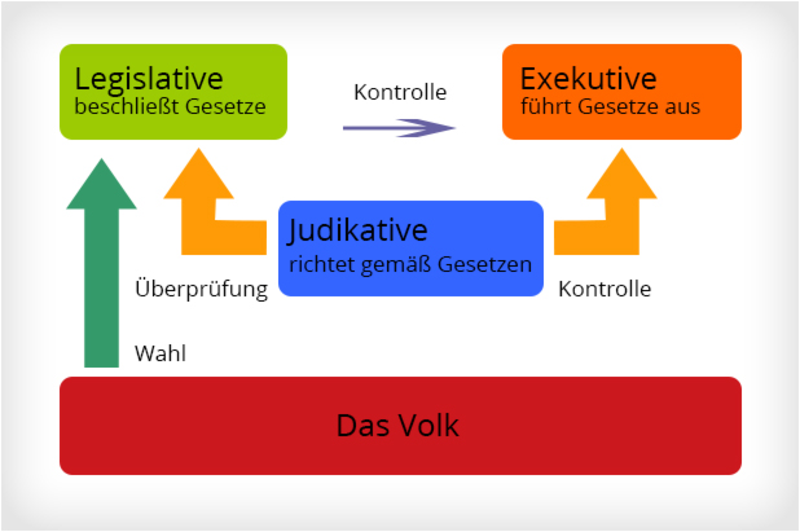 Legislative
beschließt Gesetze
Kontrolle
Exekutive
führt Gesetze aus
Judikative
richtet gemäß Gesetzen
Überprüfung
Kontrolle
Wahl
Das Volk